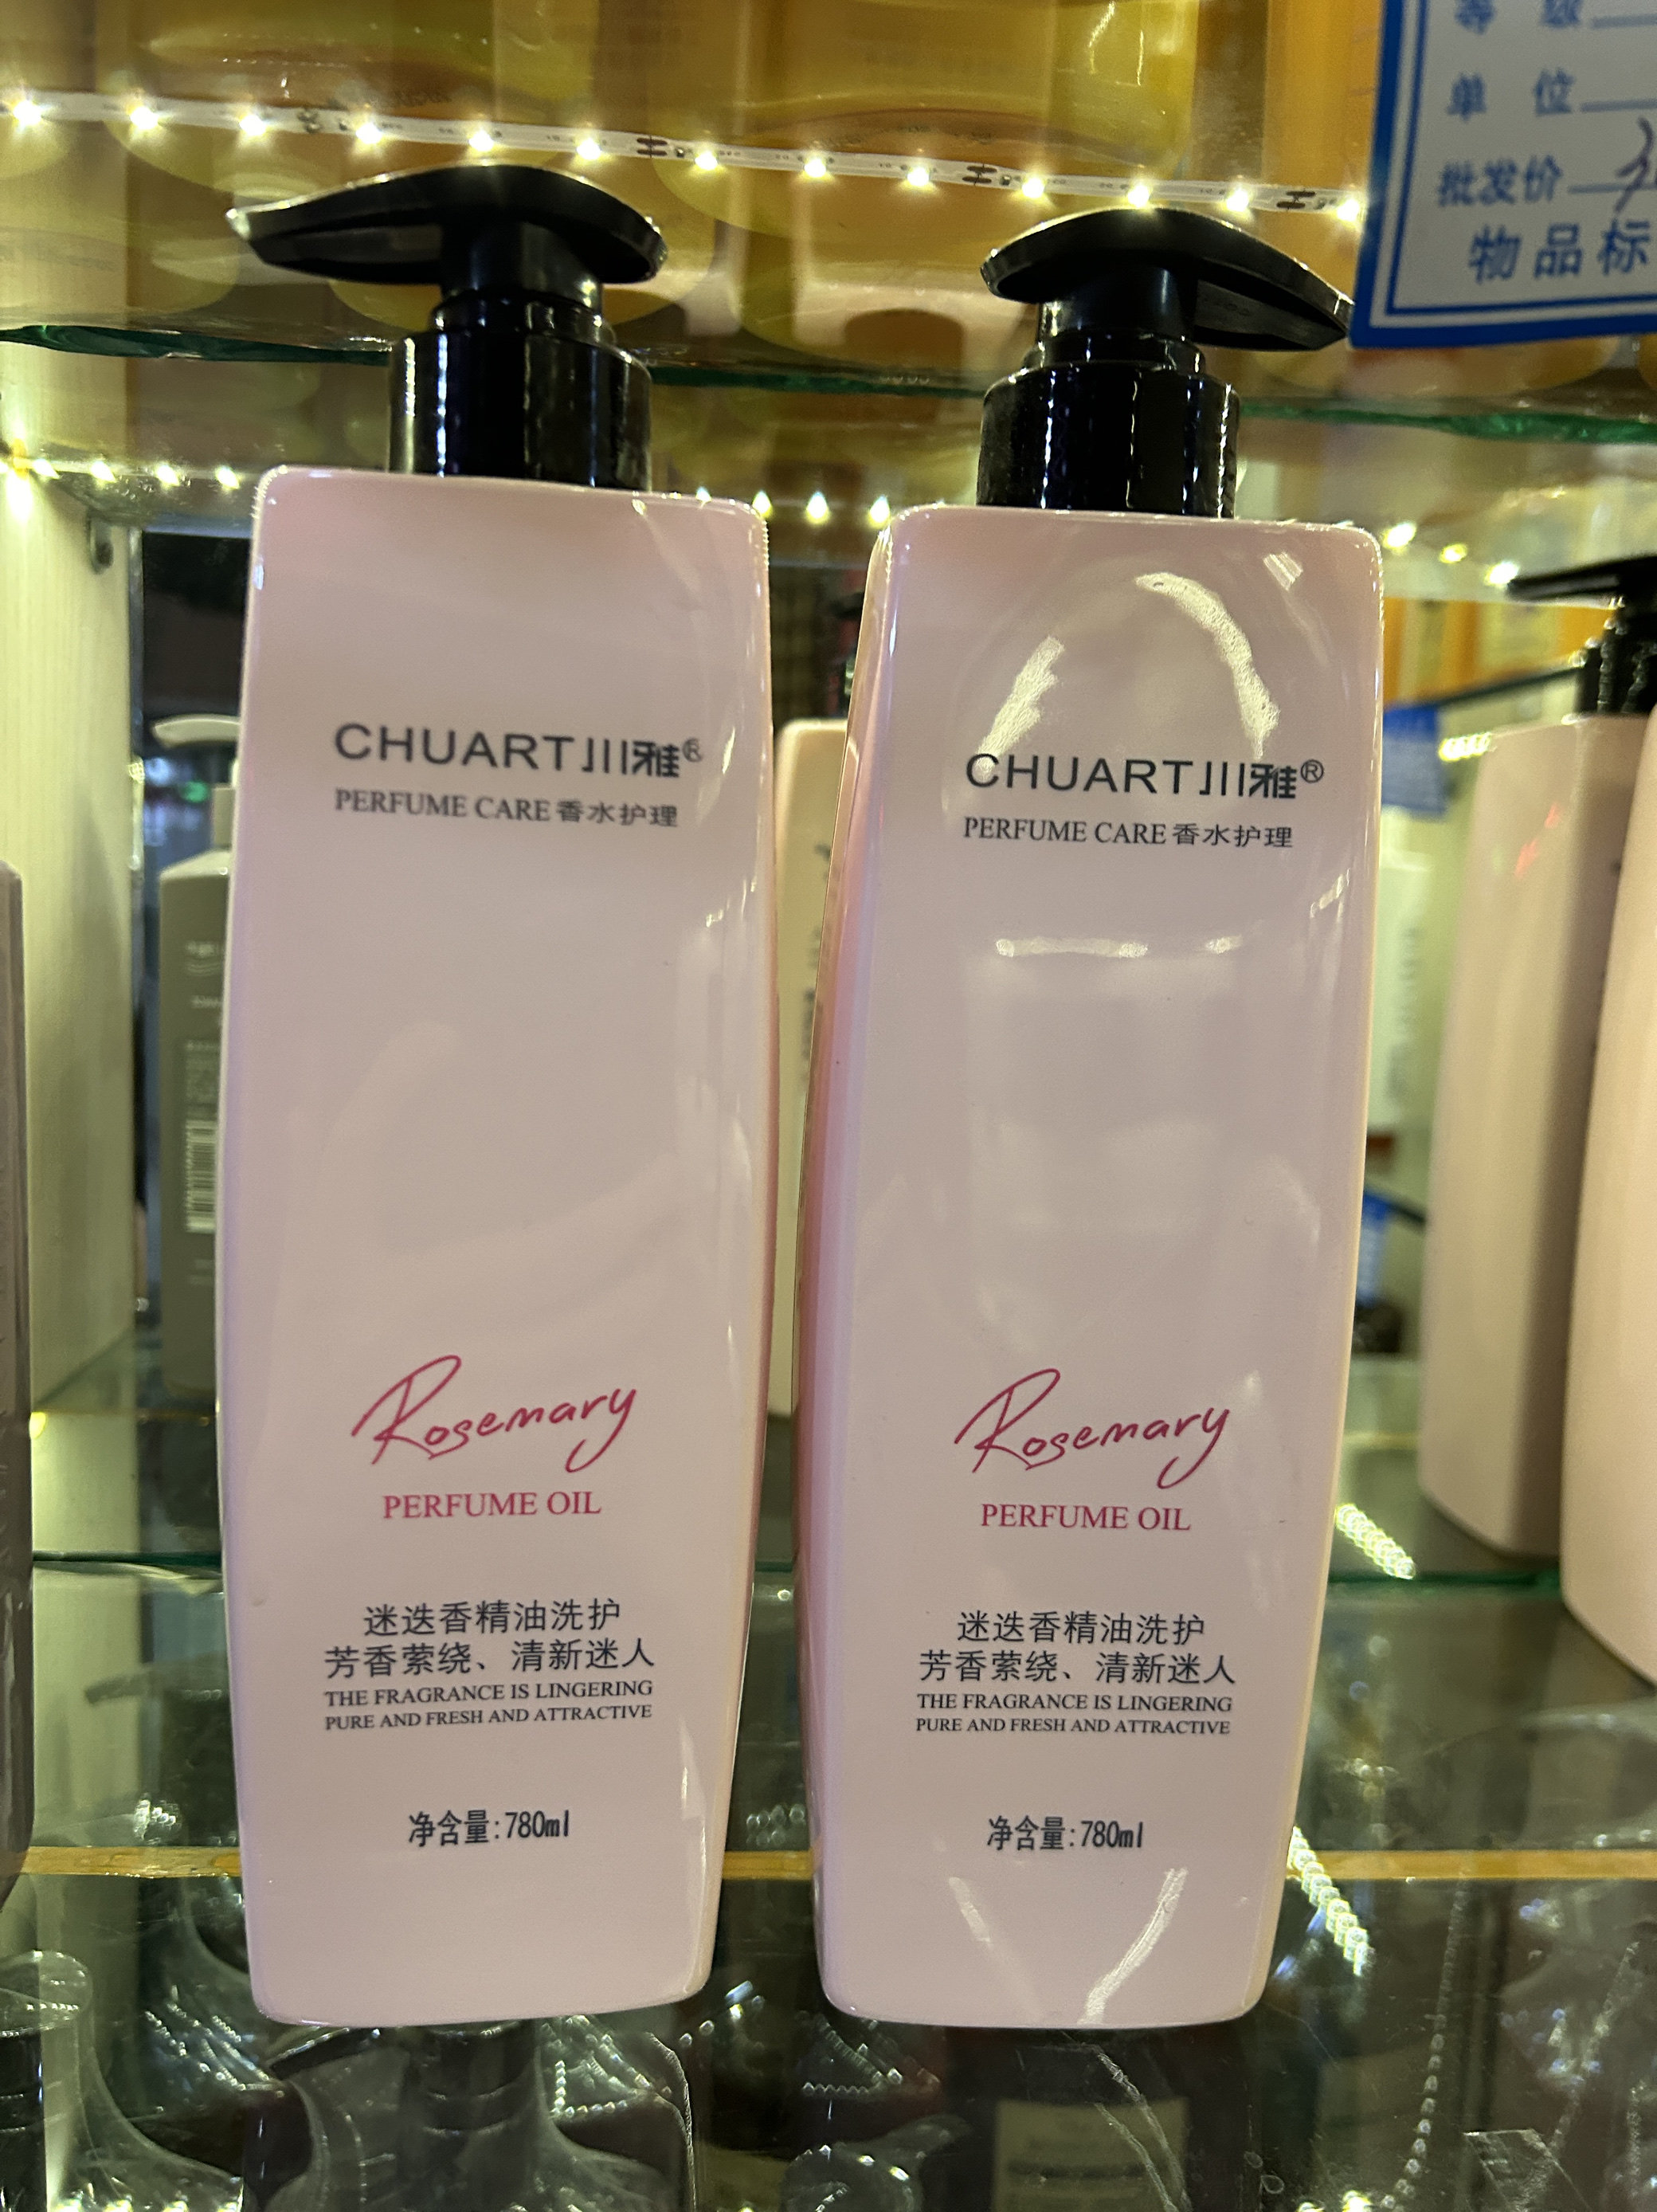 等 级
单 位
批发价
物品标
CHUART川雅®
PERFUME CARE 香水护理
Rosemary
PERFUME OIL
迷迭香精油洗护
芳香萦绕、清新迷人
THE FRAGRANCE IS LINGERING
PURE AND FRESH AND ATTRACTIVE
净含量:780ml
CHUART川雅®
PERFUME CARE 香水护理
Rosemary
PERFUME OIL
迷迭香精油洗护
芳香萦绕、清新迷人
THE FRAGRANCE IS LINGERING
PURE AND FRESH AND ATTRACTIVE
净含量:780ml